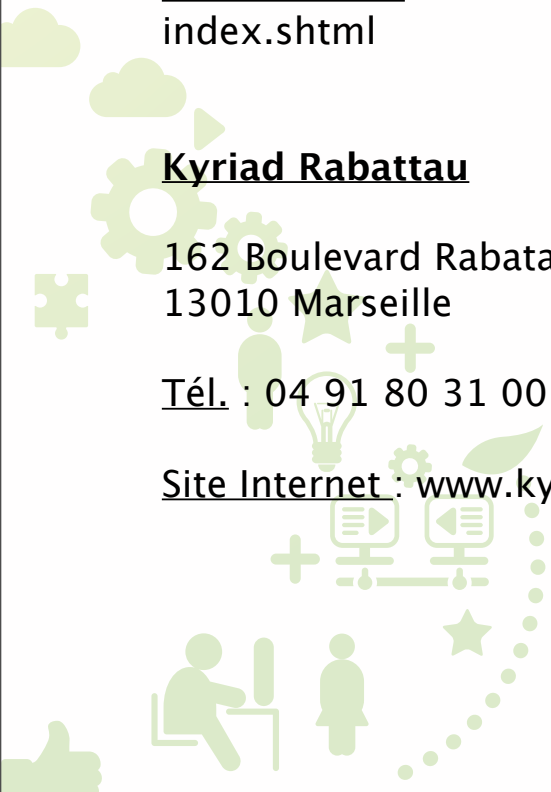 index.shtml
Kyriad Rabattau
162 Boulevard Rabata
13010 Marseille
Tél. : 04 91 80 31 00
Site Internet : www.ky